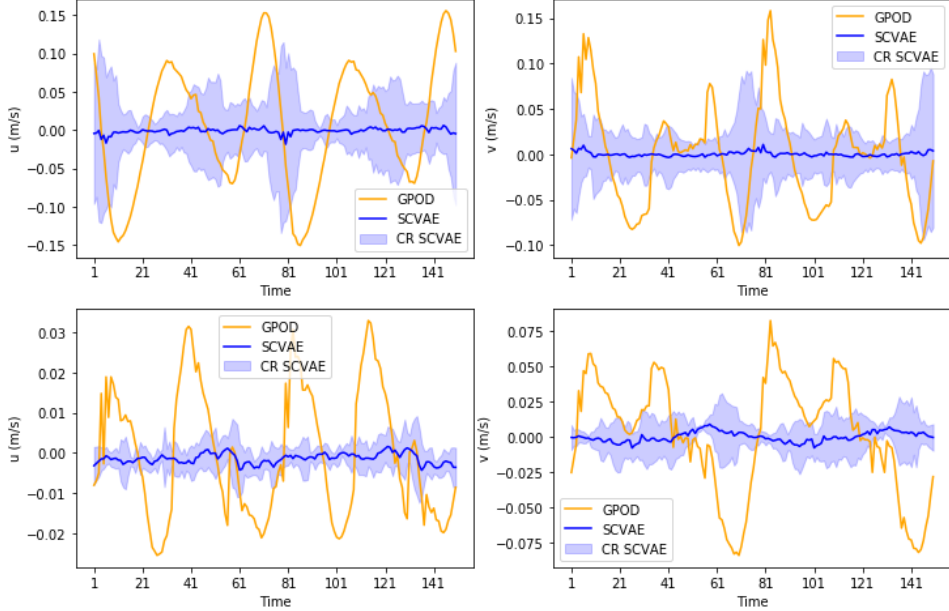 0.15
0.10
0.05
0.00
−0.05
−0.10
−0.15
u (m/s)
GPOD
SCVAE
CR SCVAE
1 21 41 61 81 101 121 141
Time
0.15
0.10
0.05
0.00
−0.05
−0.10
v (m/s)
GPOD
SCVAE
CR SCVAE
1 21 41 61 81 101 121 141
Time
0.03
0.02
0.01
0.00
−0.01
−0.02
u (m/s)
GPOD
SCVAE
CR SCVAE
1 21 41 61 81 101 121 141
Time
0.075
0.050
0.025
0.000
−0.025
−0.050
−0.075
v (m/s)
GPOD
SCVAE
CR SCVAE
1 21 41 61 81 101 121 141
Time